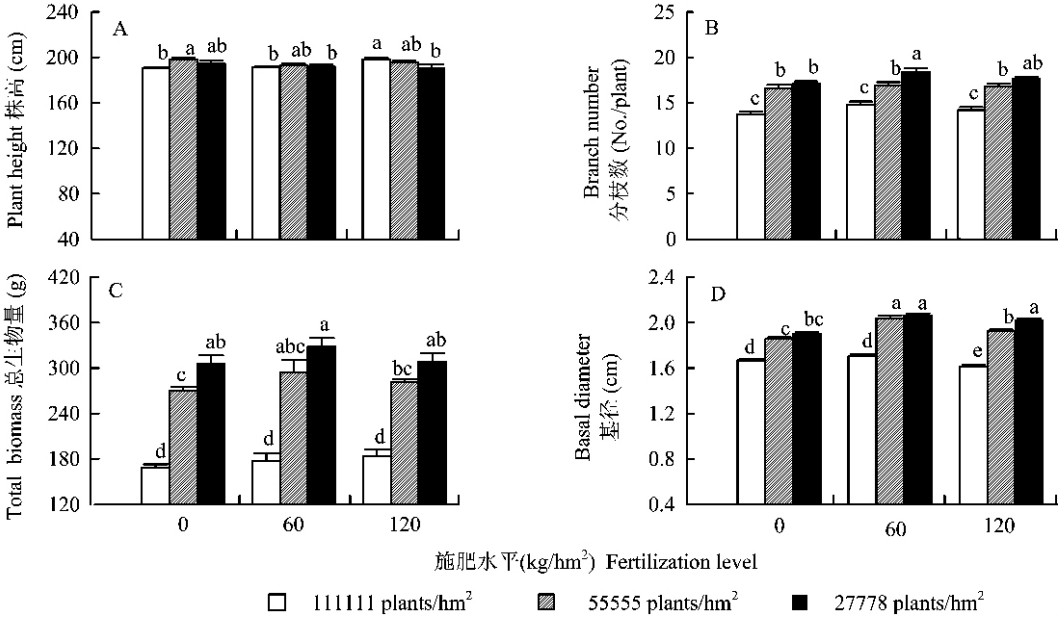 A
Plant height 株高 (cm)
200
160
120
80
40
b
a
ab
b
ab
b
a
ab
b
B
Branch number
分枝数 (No./plant)
25
20
15
10
5
0
c
b
b
c
b
a
c
b
ab
C
Total biomass 总生物量 (g)
420
360
300
240
180
120
d
c
ab
d
abc
a
d
bc
ab
0
60
120
D
Basal diameter
基径 (cm)
2.4
2.0
1.6
1.2
0.8
0.4
d
c
bc
d
a
a
e
b
a
0
60
120
施肥水平(kg/hm²) Fertilization level
111111 plants/hm²
55555 plants/hm²
27778 plants/hm²